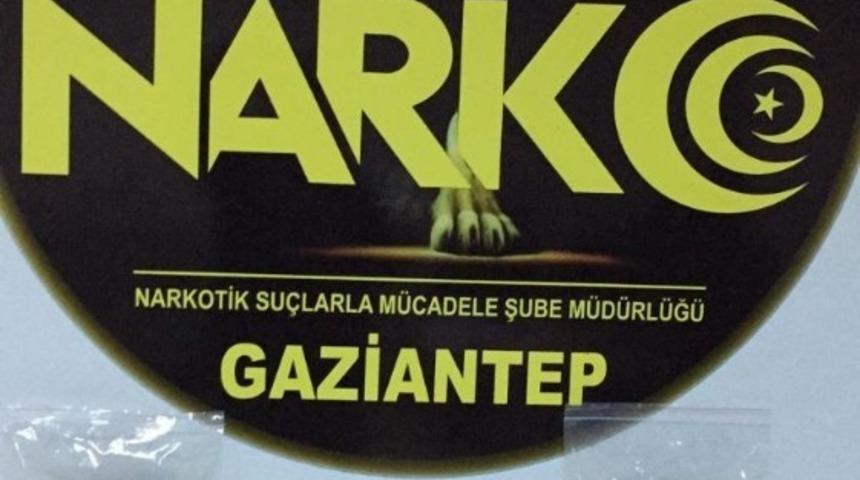 NARKO
NARKOTİK SUÇLARLA MÜCADELE ŞUBE MÜDÜRLÜĞÜ
GAZİANTEP